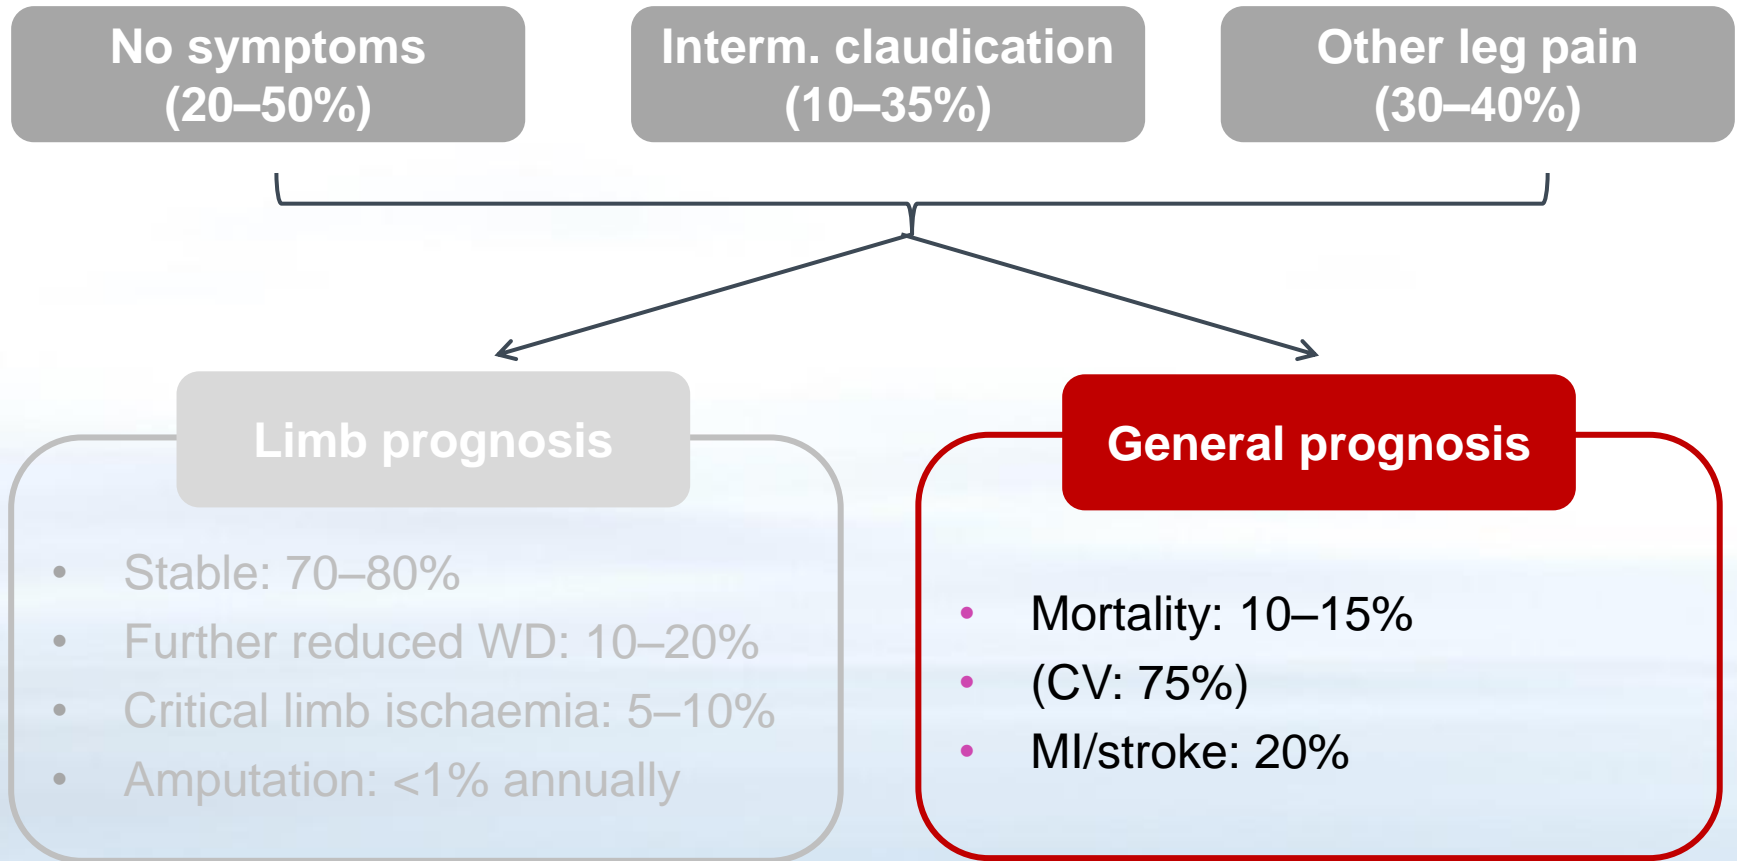 No symptoms
(20–50%)
Interm. claudication
(10–35%)
Other leg pain
(30–40%)
Limb prognosis
• Stable: 70–80%
• Further reduced WD: 10–20%
• Critical limb ischaemia: 5–10%
• Amputation: <1% annually
General prognosis
• Mortality: 10–15%
• (CV: 75%)
• MI/stroke: 20%